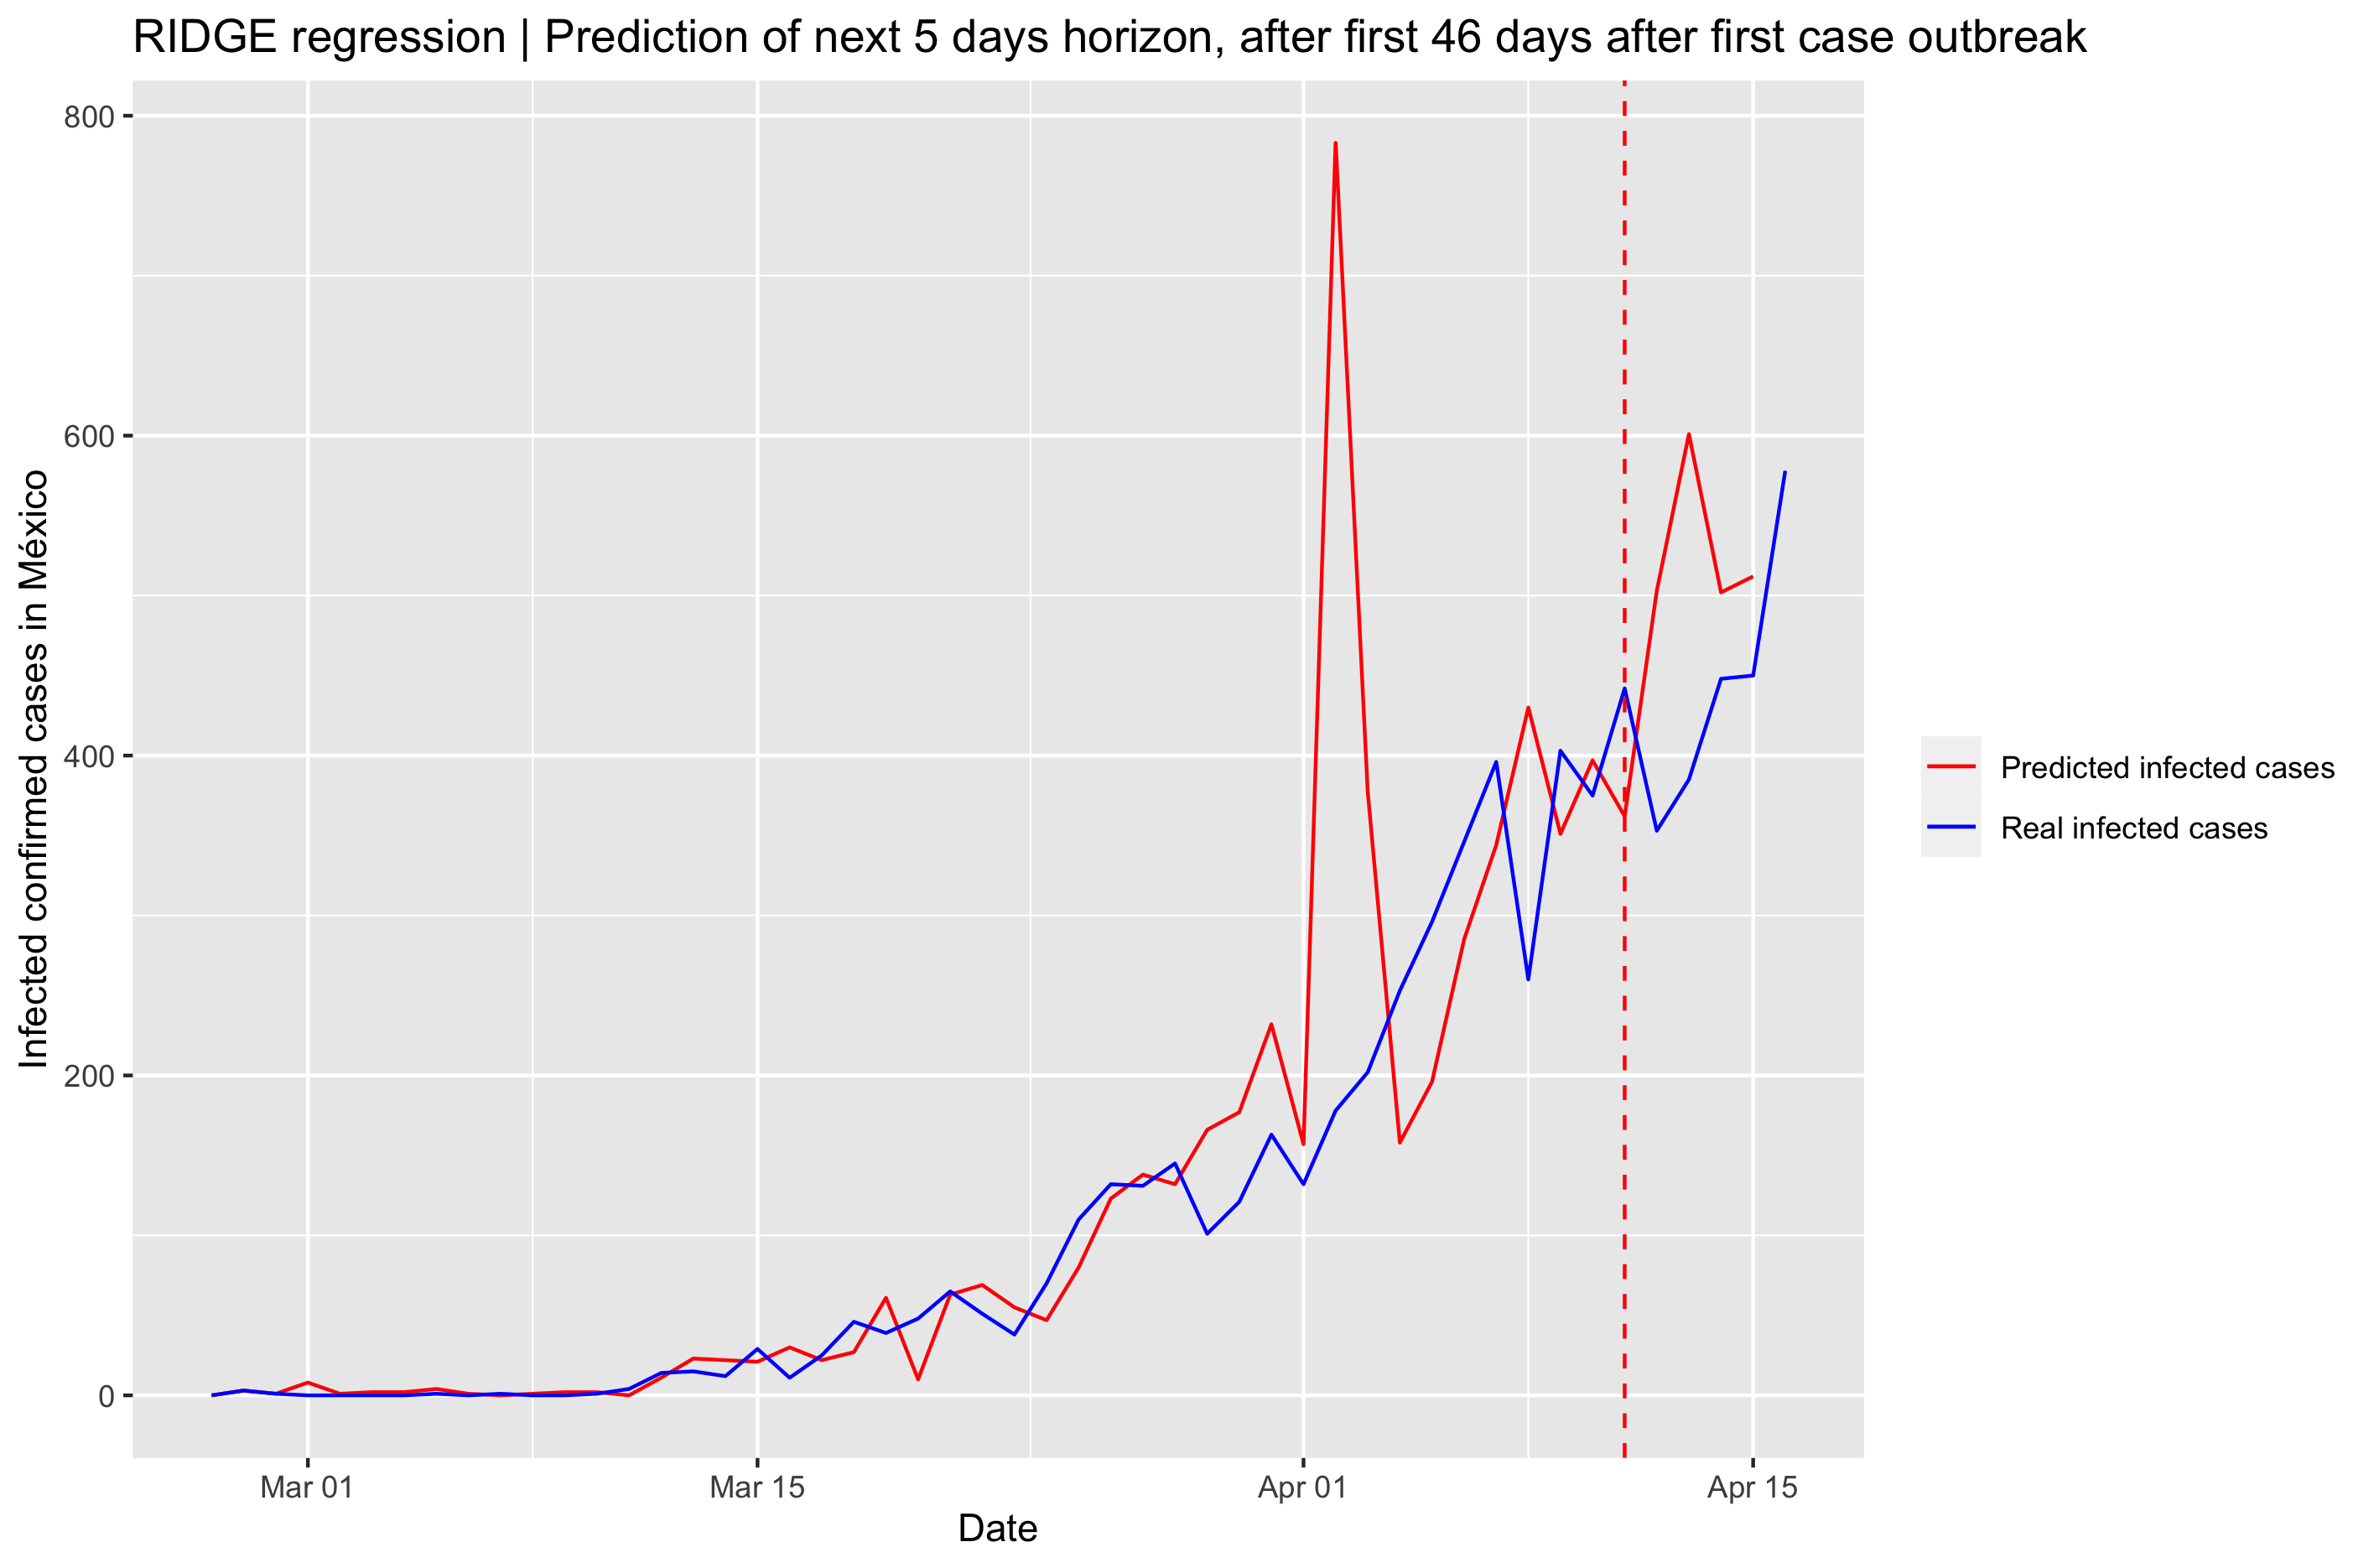 RIDGE regression | Prediction of next 5 days horizon, after first 46 days after first case outbreak
Infected confirmed cases in México
800
600
400
200
0
Mar 01
Mar 15
Apr 01
Apr 15
Date
Predicted infected cases
Real infected cases